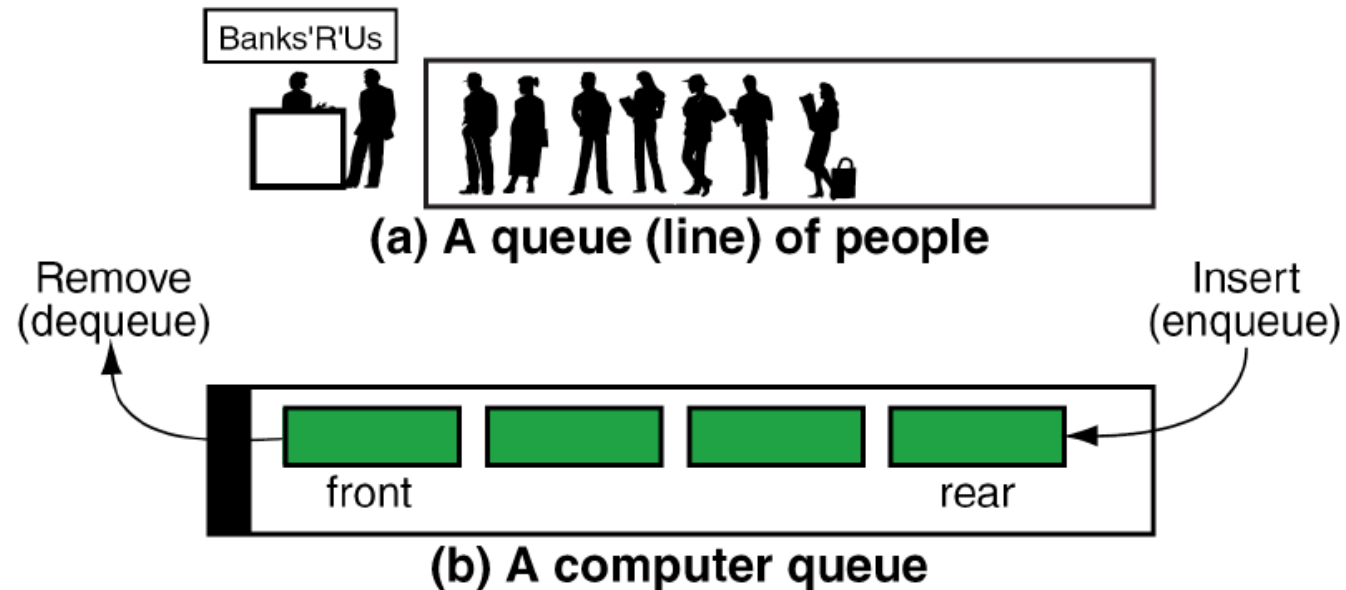 Banks'R'Us
(a) A queue (line) of people
Remove
(dequeue)
Insert
(enqueue)
front
rear
(b) A computer queue